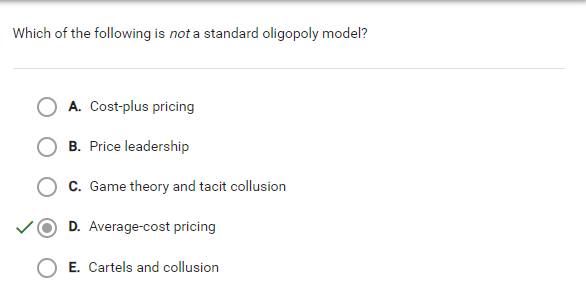 Which of the following is not a standard oligopoly model?
A. Cost-plus pricing
B. Price leadership
C. Game theory and tacit collusion
D. Average-cost pricing
E. Cartels and collusion